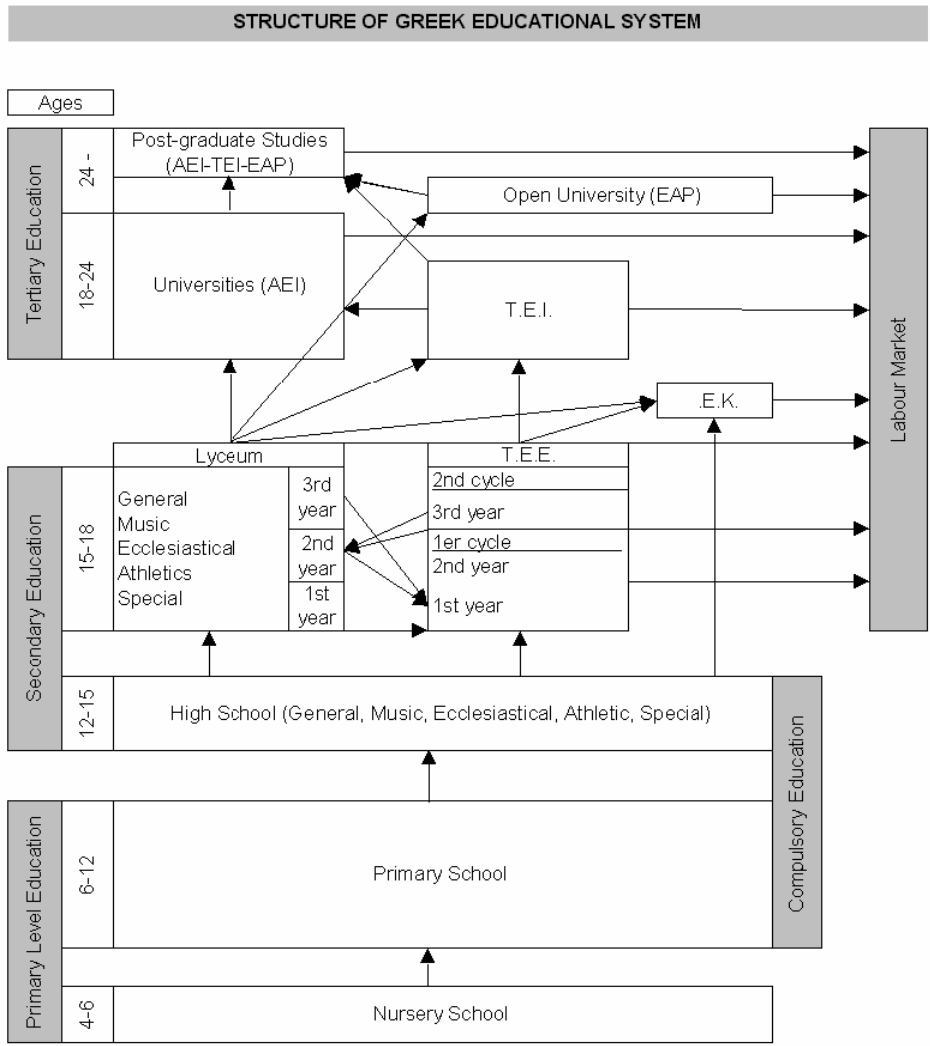 STRUCTURE OF GREEK EDUCATIONAL SYSTEM
Ages
Tertiary Education
24 -
Post-graduate Studies
(AEI-TEI-EAP)
Open University (EAP)
18-24
Universities (AEI)
T.E.I.
.E.K.
Labour Market
Secondary Education
15-18
Lyceum
General
Music
Ecclesiastical
Athletics
Special
3rd
year
2nd
year
1st
year
T.E.E.
2nd cycle
3rd year
1er cycle
2nd year
1st year
12-15
High School (General, Music, Ecclesiastical, Athletic, Special)
Compulsory Education
Primary Level Education
6-12
Primary School
4-6
Nursery School